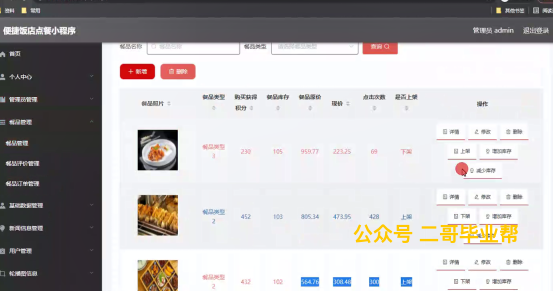 资料 常用 其他书签
便捷饭店点餐小程序 管理员 admin 退出登录
首页
个人中心
管理员管理
餐品管理
餐品管理
餐品评价管理
餐品订单管理
基础数据管理
新闻信息管理
用户管理
轮播图信息
餐品名称 餐品名称 餐品类型 查询
+ 新增 删除
餐品照片 餐品类型 购买获得积分 餐品库存 餐品原价 现价 点击次数 是否上架 操作
餐品类型3 230 105 959.77 223.25 69 下架
详情 修改 删除
上架 增加库存
减少库存
餐品类型2 452 103 805.34 473.95 428 上架
详情 修改 删除
下架 增加库存
公众号 二哥毕业帮
餐品类型2 412 102 564.76 308.48 300 上架
详情 修改 删除
下架 增加库存